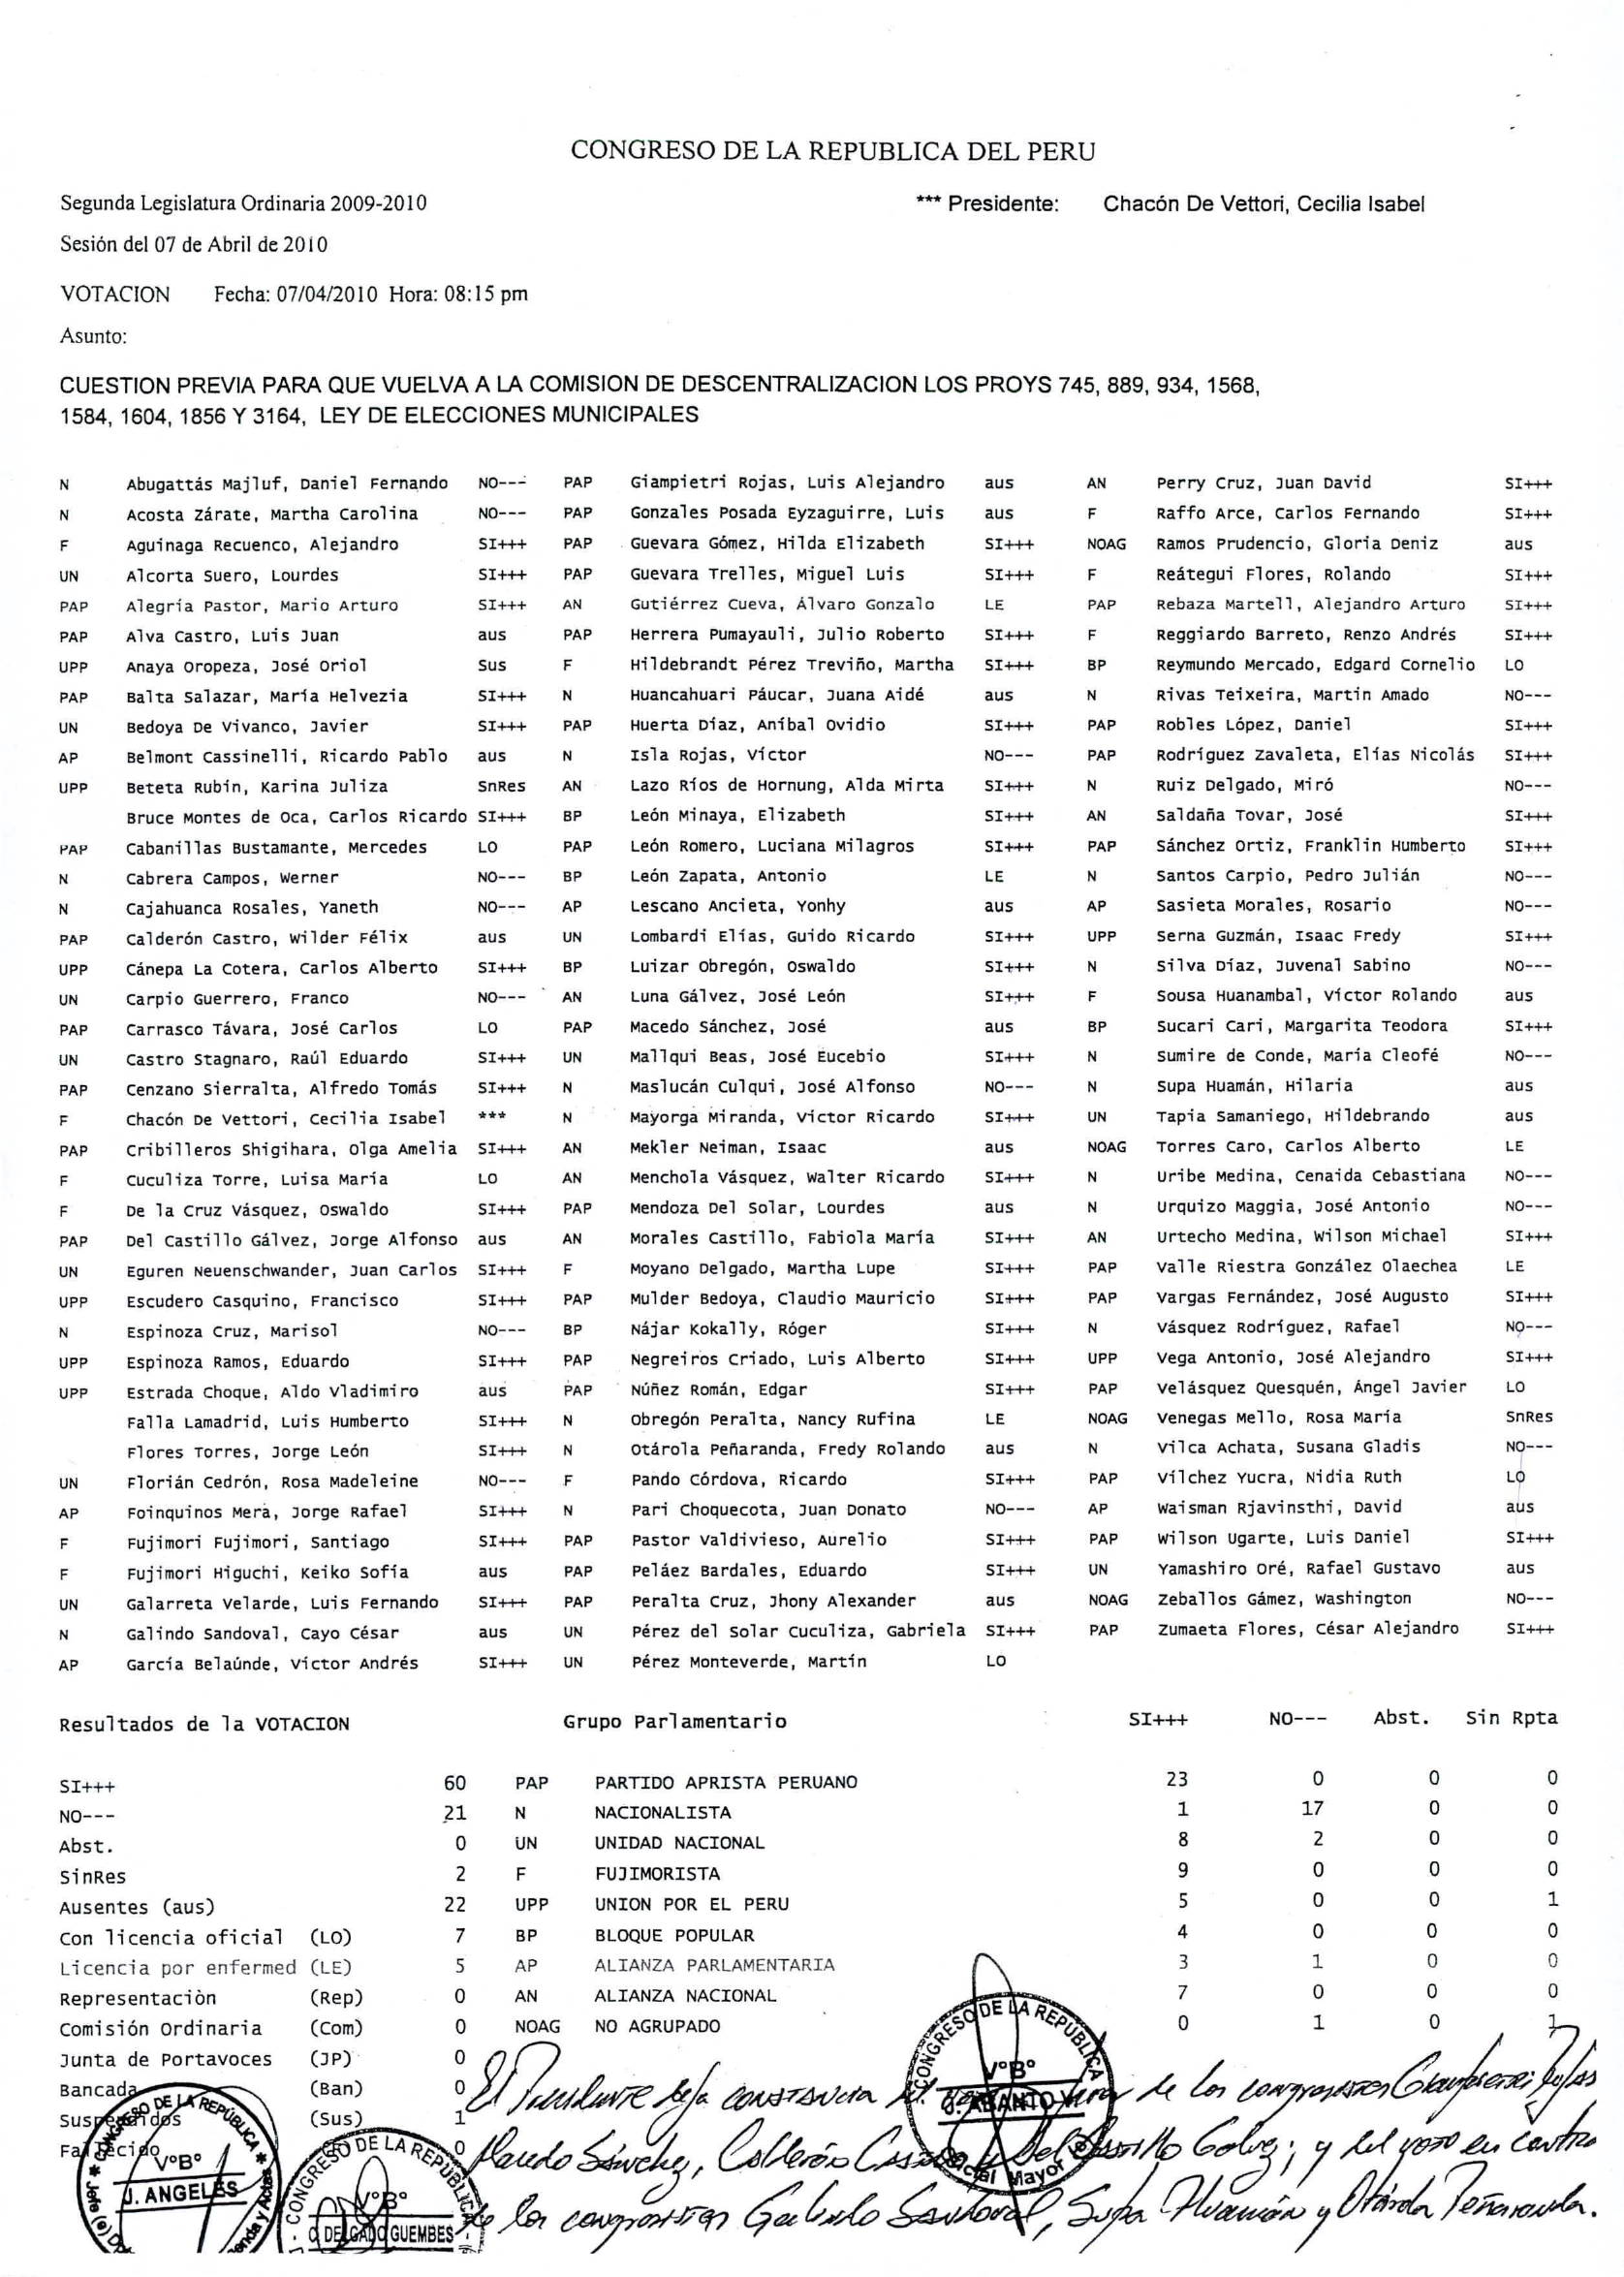 CONGRESO DE LA REPUBLICA DEL PERU
Segunda Legislatura Ordinaria 2009-2010 *** Presidente: Chacón De Vettori, Cecilia Isabel
Sesión del 07 de Abril de 2010
VOTACION Fecha: 07/04/2010 Hora: 08:15 pm
Asunto:
CUESTION PREVIA PARA QUE VUELVA A LA COMISION DE DESCENTRALIZACION LOS PROYS 745, 889, 934, 1568,
1584, 1604, 1856 Y 3164, LEY DE ELECCIONES MUNICIPALES
N Abugattás Majluf, Daniel Fernando NO--- PAP Giampietri Rojas, Luis Alejandro aus AN Perry Cruz, Juan David SI+++
N Acosta Zárate, Martha Carolina NO--- PAP Gonzales Posada Eyzaguirre, Luis aus F Raffo Arce, Carlos Fernando SI+++
F Aguinaga Recuenco, Alejandro SI+++ PAP Guevara Gómez, Hilda Elizabeth SI+++ NOAG Ramos Prudencio, Gloria Deniz aus
UN Alcorta Suero, Lourdes SI+++ PAP Guevara Trelles, Miguel Luis SI+++ F Reátegui Flores, Rolando SI+++
PAP Alegría Pastor, Mario Arturo SI+++ AN Gutiérrez Cueva, Álvaro Gonzalo LE PAP Rebaza Martell, Alejandro Arturo SI+++
PAP Alva Castro, Luis Juan aus PAP Herrera Pumayauli, Julio Roberto SI+++ F Reggiardo Barreto, Renzo Andrés SI+++
UPP Anaya Oropeza, José Oriol Sus F Hildebrandt Pérez Treviño, Martha SI+++ BP Reymundo Mercado, Edgard Cornelio LO
PAP Balta Salazar, María Helvezia SI+++ N Huancahuari Páucar, Juana Aidé aus N Rivas Teixeira, Martin Amado NO---
UN Bedoya De Vivanco, Javier SI+++ PAP Huerta Díaz, Aníbal Ovidio SI+++ PAP Robles López, Daniel SI+++
AP Belmont Cassinelli, Ricardo Pablo aus N Isla Rojas, Víctor NO--- PAP Rodríguez Zavaleta, Elías Nicolás SI+++
UPP Beteta Rubín, Karina Juliza SnRes AN Lazo Ríos de Hornung, Alda Mirta SI+++ N Ruiz Delgado, Miró NO---
Bruce Montes de Oca, Carlos Ricardo SI+++ BP León Minaya, Elizabeth SI+++ AN Saldaña Tovar, José SI+++
PAP Cabanillas Bustamante, Mercedes LO PAP León Romero, Luciana Milagros SI+++ PAP Sánchez Ortiz, Franklin Humberto SI+++
N Cabrera Campos, Werner NO--- BP León Zapata, Antonio LE N Santos Carpio, Pedro Julián NO---
N Cajahuanca Rosales, Yaneth NO--- AP Lescano Ancieta, Yonhy aus AP Sasieta Morales, Rosario NO---
PAP Calderón Castro, Wilder Félix aus UN Lombardi Elías, Guido Ricardo SI+++ UPP Serna Guzmán, Isaac Fredy SI+++
UPP Cánepa La Cotera, Carlos Alberto SI+++ BP Luizar Obregón, Oswaldo SI+++ N Silva Díaz, Juvenal Sabino NO---
UN Carpio Guerrero, Franco NO--- AN Luna Gálvez, José León SI+++ F Sousa Huanambal, Víctor Rolando aus
PAP Carrasco Távara, José Carlos LO PAP Macedo Sánchez, José aus BP Sucari Cari, Margarita Teodora SI+++
UN Castro Stagnaro, Raúl Eduardo SI+++ UN Mallqui Beas, José Eucebio SI+++ N Sumire de Conde, María Cleofé NO---
PAP Cenzano Sierralta, Alfredo Tomás SI+++ N Maslucán Culqui, José Alfonso NO--- N Supa Huamán, Hilaria aus
F Chacón De Vettori, Cecilia Isabel *** N Mayorga Miranda, Víctor Ricardo SI+++ UN Tapia Samaniego, Hildebrando aus
PAP Cribilleros Shigihara, Olga Amelia SI+++ AN Mekler Neiman, Isaac aus NOAG Torres Caro, Carlos Alberto LE
F Cuculiza Torre, Luisa María LO AN Menchola Vásquez, Walter Ricardo SI+++ N Uribe Medina, Cenaida Cebastiana NO---
F De la Cruz Vásquez, Oswaldo SI+++ PAP Mendoza Del Solar, Lourdes aus N Urquizo Maggia, José Antonio NO---
PAP Del Castillo Gálvez, Jorge Alfonso aus AN Morales Castillo, Fabiola María SI+++ AN Urtecho Medina, Wilson Michael SI+++
UN Eguren Neuenschwander, Juan Carlos SI+++ F Moyano Delgado, Martha Lupe SI+++ PAP Valle Riestra González Olaechea LE
UPP Escudero Casquino, Francisco SI+++ PAP Mulder Bedoya, Claudio Mauricio SI+++ PAP Vargas Fernández, José Augusto SI+++
N Espinoza Cruz, Marisol NO--- BP Nájar Kokally, Róger SI+++ N Vásquez Rodríguez, Rafael NO---
UPP Espinoza Ramos, Eduardo SI+++ PAP Negreiros Criado, Luis Alberto SI+++ UPP Vega Antonio, José Alejandro SI+++
UPP Estrada Choque, Aldo Vladimiro aus PAP Núñez Román, Edgar SI+++ PAP Velásquez Quesquén, Ángel Javier LO
Falla Lamadrid, Luis Humberto SI+++ N Obregón Peralta, Nancy Rufina LE NOAG Venegas Mello, Rosa María SnRes
Flores Torres, Jorge León SI+++ N Otárola Peñaranda, Fredy Rolando aus N Vilca Achata, Susana Gladis NO---
UN Florián Cedrón, Rosa Madeleine NO--- F Pando Córdova, Ricardo SI+++ PAP Vílchez Yucra, Nidia Ruth LO
AP Foinquinos Mera, Jorge Rafael SI+++ N Pari Choquecota, Juan Donato NO--- AP Waisman Rjavinsthi, David aus
F Fujimori Fujimori, Santiago SI+++ PAP Pastor Valdivieso, Aurelio SI+++ PAP Wilson Ugarte, Luis Daniel SI+++
F Fujimori Higuchi, Keiko Sofía aus PAP Peláez Bardales, Eduardo SI+++ UN Yamashiro Oré, Rafael Gustavo aus
UN Galarreta Velarde, Luis Fernando SI+++ PAP Peralta Cruz, Jhony Alexander aus NOAG Zeballos Gámez, Washington NO---
N Galindo Sandoval, Cayo César aus UN Pérez del Solar Cuculiza, Gabriela SI+++ PAP Zumaeta Flores, César Alejandro SI+++
AP García Belaúnde, Víctor Andrés SI+++ UN Pérez Monteverde, Martín LO
Resultados de la VOTACION Grupo Parlamentario SI+++ NO--- Abst. Sin Rpta
SI+++ 60 PAP PARTIDO APRISTA PERUANO 23 0 0 0
NO--- 21 N NACIONALISTA 1 17 0 0
Abst. 0 UN UNIDAD NACIONAL 8 2 0 0
SinRes 2 F FUJIMORISTA 9 0 0 0
Ausentes (aus) 22 UPP UNION POR EL PERU 5 0 0 1
Con licencia oficial (LO) 7 BP BLOQUE POPULAR 4 0 0 0
Licencia por enfermed (LE) 5 AP ALIANZA PARLAMENTARIA 3 1 0 0
Representación (Rep) 0 AN ALIANZA NACIONAL 7 0 0 0
Comisión Ordinaria (Com) 0 NOAG NO AGRUPADO 0 1 0 1
Junta de Portavoces (JP) 0
Bancada (Ban) 0
Suspendidos (Sus) 1
Fallecido 0
El Presidente deja constancia del favor de los congresistas Giampietri Rojas
Macedo Sánchez, Calderón Castro y Del Castillo Galvez; y del voto en contra
de los congresistas Galindo Sandoval, Supa Huamán y Otárola Peñaranda.
CONGRESO DE LA REPÚBLICA
V°B°
J. ABANTO V.
Oficial Mayor
CONGRESO DE LA REPÚBLICA
V°B°
J. ANGELES
Jefe (e)
CONGRESO DE LA REPÚBLICA
V°B°
DELGADO GUEMBES